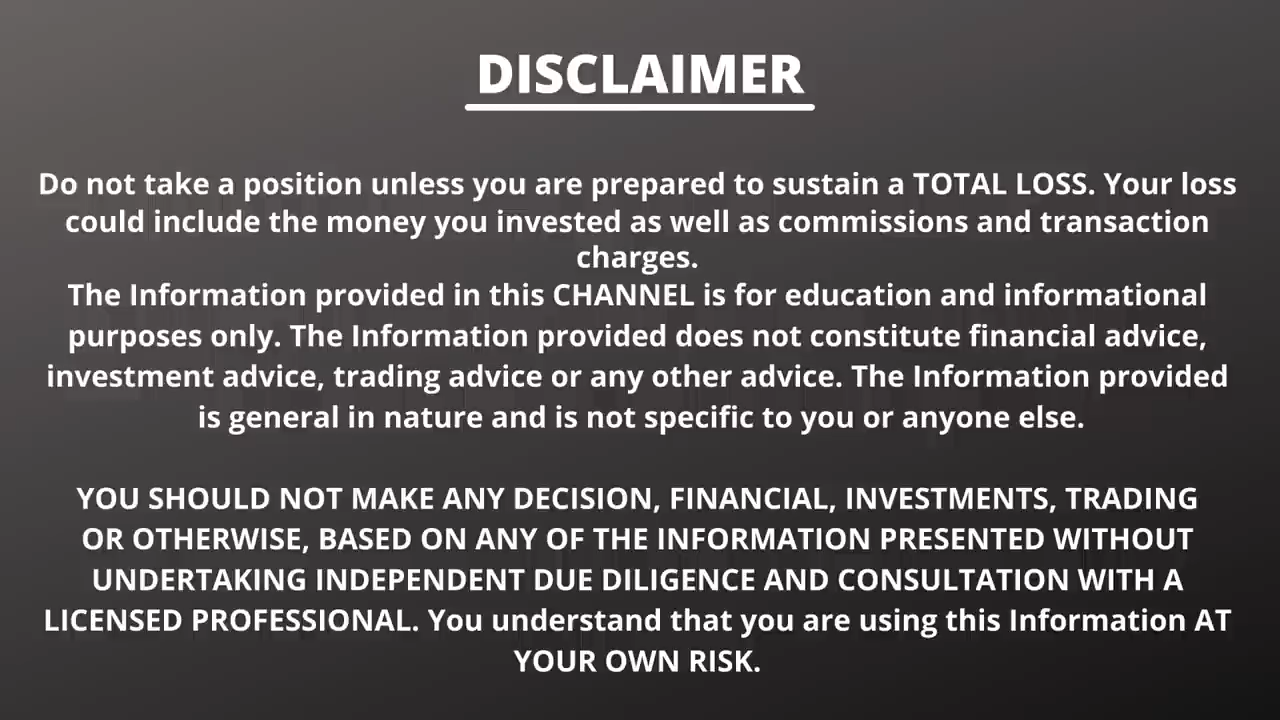 DISCLAIMER
Do not take a position unless you are prepared to sustain a TOTAL LOSS. Your loss
could include the money you invested as well as commissions and transaction
charges.
The Information provided in this CHANNEL is for education and informational
purposes only. The Information provided does not constitute financial advice,
investment advice, trading advice or any other advice. The Information provided
is general in nature and is not specific to you or anyone else.
YOU SHOULD NOT MAKE ANY DECISION, FINANCIAL, INVESTMENTS, TRADING
OR OTHERWISE, BASED ON ANY OF THE INFORMATION PRESENTED WITHOUT
UNDERTAKING INDEPENDENT DUE DILIGENCE AND CONSULTATION WITH A
LICENSED PROFESSIONAL. You understand that you are using this Information AT
YOUR OWN RISK.